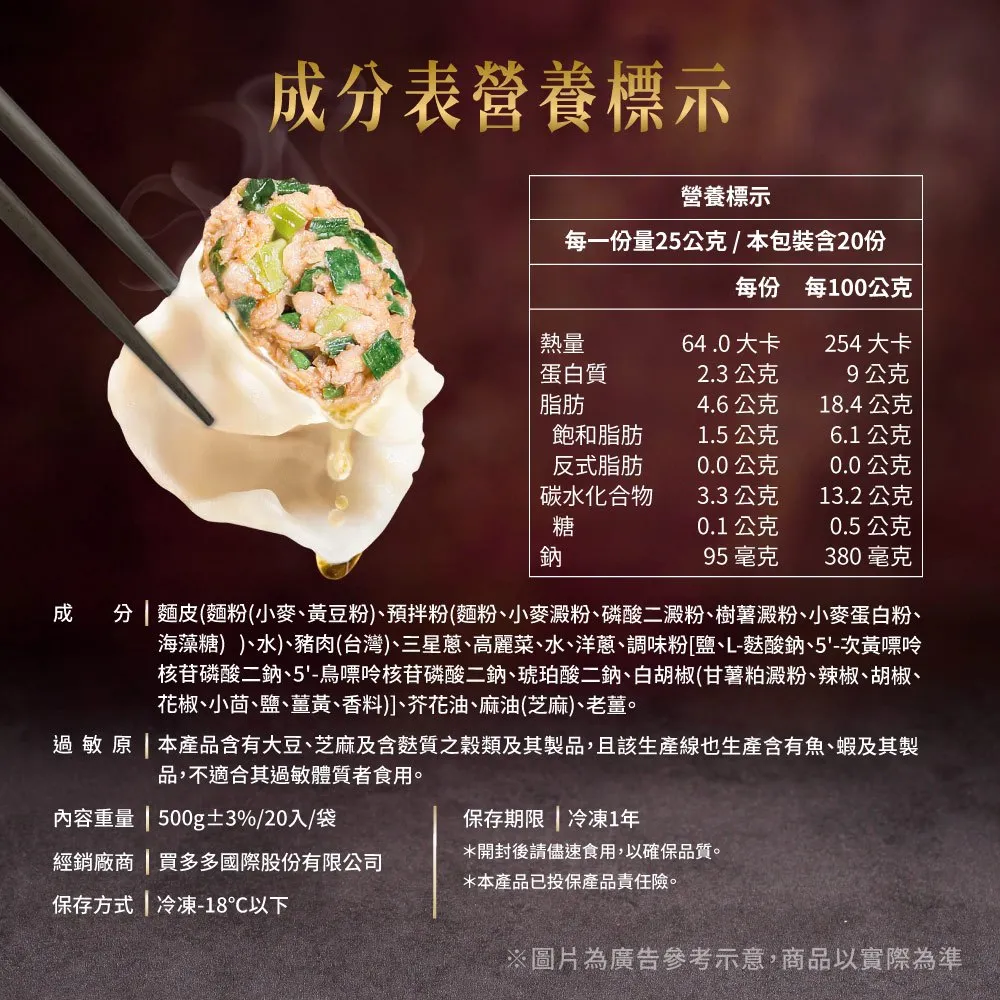 成分表營養標示
營養標示
每一份量25公克 / 本包裝含20份
每份 每100公克
熱量 64 .0 大卡 254 大卡
蛋白質 2.3 公克 9 公克
脂肪 4.6 公克 18.4 公克
飽和脂肪 1.5 公克 6.1 公克
反式脂肪 0.0 公克 0.0 公克
碳水化合物 3.3 公克 13.2 公克
糖 0.1 公克 0.5 公克
鈉 95 毫克 380 毫克
成 分 麵皮(麵粉(小麥、黃豆粉)、預拌粉(麵粉、小麥澱粉、磷酸二澱粉、樹薯澱粉、小麥蛋白粉、
海藻糖) )、水)、豬肉(台灣)、三星蔥、高麗菜、水、洋蔥、調味粉[鹽、L-麩酸鈉、5'-次黃嘌呤
核苷磷酸二鈉、5'-鳥嘌呤核苷磷酸二鈉、琥珀酸二鈉、白胡椒(甘薯粕澱粉、辣椒、胡椒、
花椒、小茴、鹽、薑黃、香料)]、芥花油、麻油(芝麻)、老薑。
過敏原 本產品含有大豆、芝麻及含麩質之穀類及其製品，且該生產線也生產含有魚、蝦及其製
品，不適合其過敏體質者食用。
內容重量 500g±3%/20入/袋
經銷廠商 買多多國際股份有限公司
保存方式 冷凍-18°C以下
保存期限 冷凍1年
＊開封後請儘速食用，以確保品質。
＊本產品已投保產品責任險。
※圖片為廣告參考示意，商品以實際為準